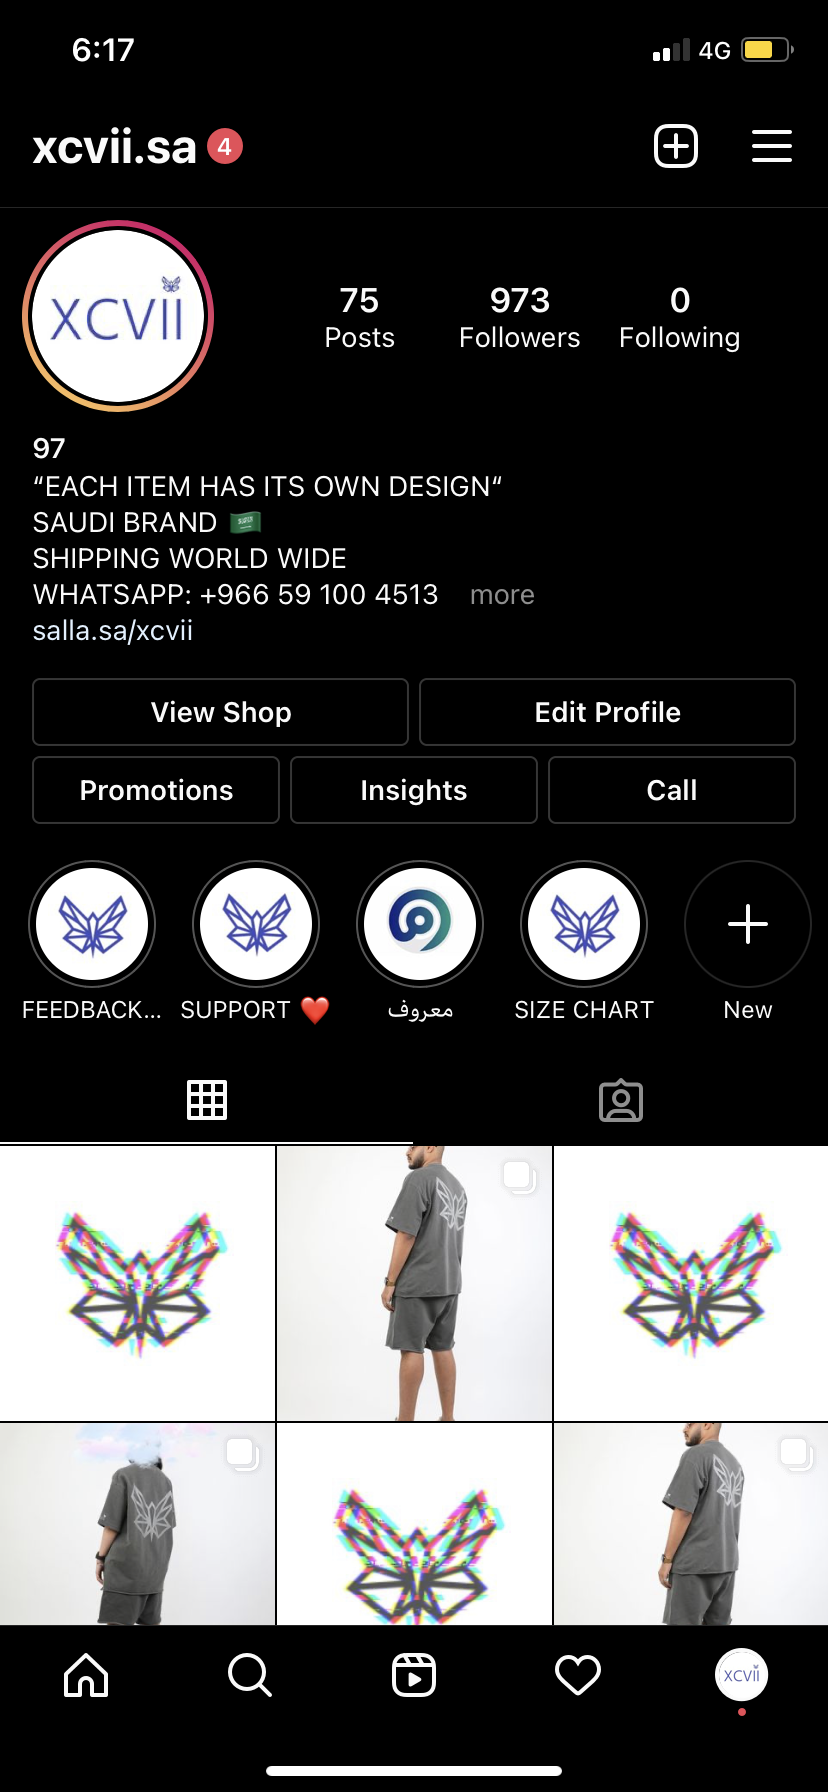 6:17
4G
xcvii.sa 4
XCVII
75 973 0
Posts Followers Following
97
“EACH ITEM HAS ITS OWN DESIGN“
SAUDI BRAND 🇸🇦
SHIPPING WORLD WIDE
WHATSAPP: +966 59 100 4513 more
salla.sa/xcvii
View Shop Edit Profile
Promotions Insights Call
FEEDBACK... SUPPORT ❤️ معروف SIZE CHART New
XCVII